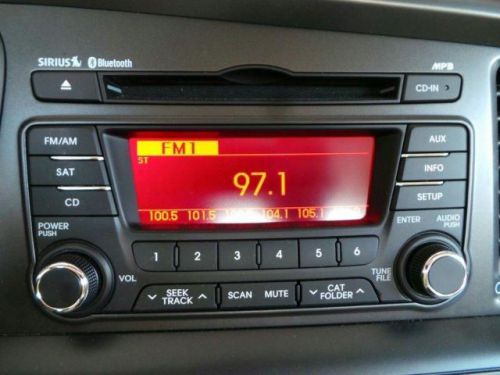 SIRIUS Bluetooth MP3
CD-IN
FM/AM AUX
ST FM1
SAT INFO
97.1
CD SETUP
100.5 101.5 104.1 105.1
POWER PUSH ENTER AUDIO PUSH
1 2 3 4 5 6
VOL TUNE FILE
SEEK TRACK SCAN MUTE CAT FOLDER